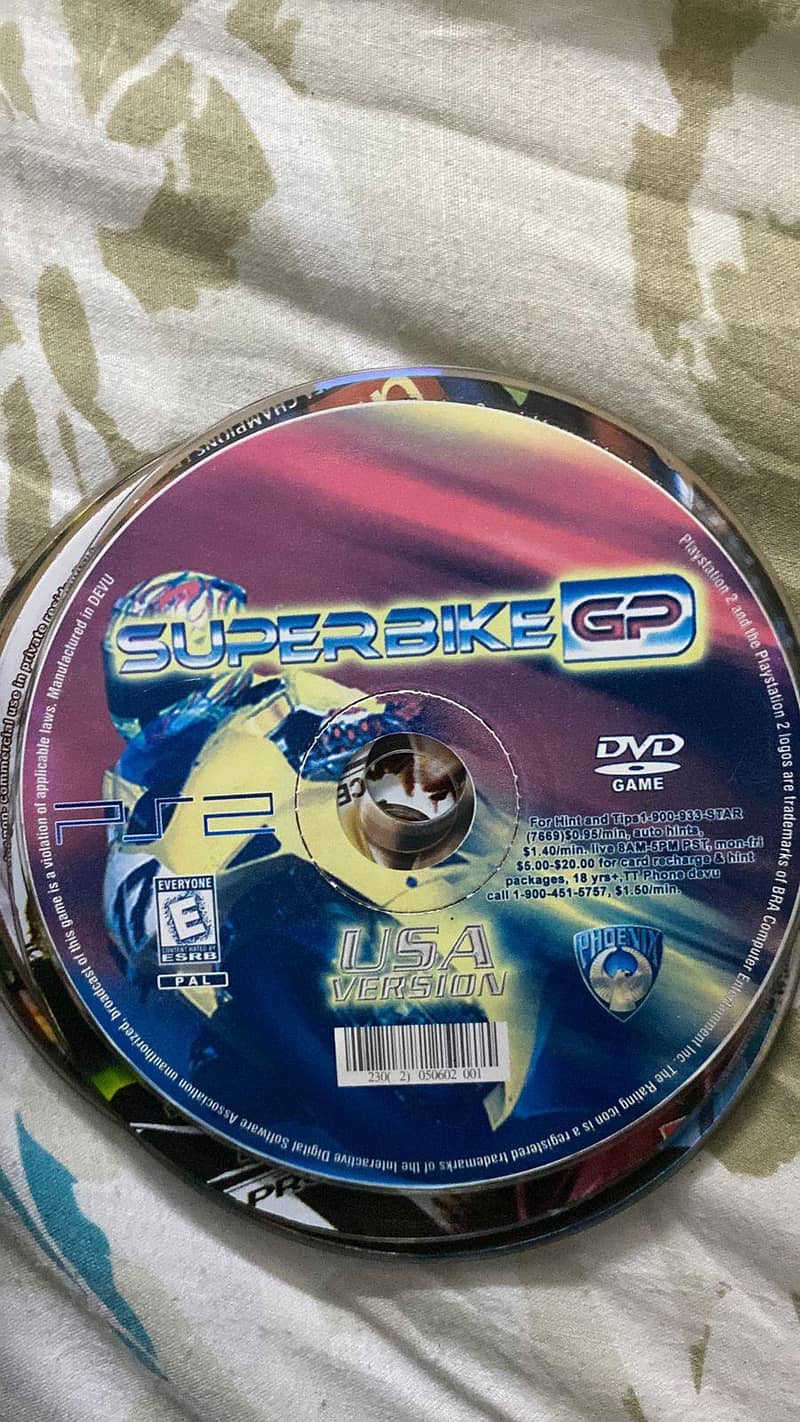 CHAMPIONS
SUPERBIKE GP
DVD
GAME
PS2
For Hint and Tips1-900-933-STAR
(7669)$0.95/min, auto hints,
$1.40/min. live 8AM-5PM PST, mon-fri
$5.00-$20.00 for card recharge & hint
packages, 18 yrs+,TT Phone devu
call 1-900-451-5757, $1.50/min.
EVERYONE
E
CONTENT RATED BY
ESRB
PAL
USA
VERSION
PHOENIX
230( 2) 050602 001
Playstation 2 and the Playstation 2 logos are trademarks of BRA Computer Entertainment Inc. The Rating icon is a registered trademarks of the Interactive Digital Software Association unauthorized, broadcast of this game is a violation of applicable laws. Manufactured in DEVU
commercial use in private